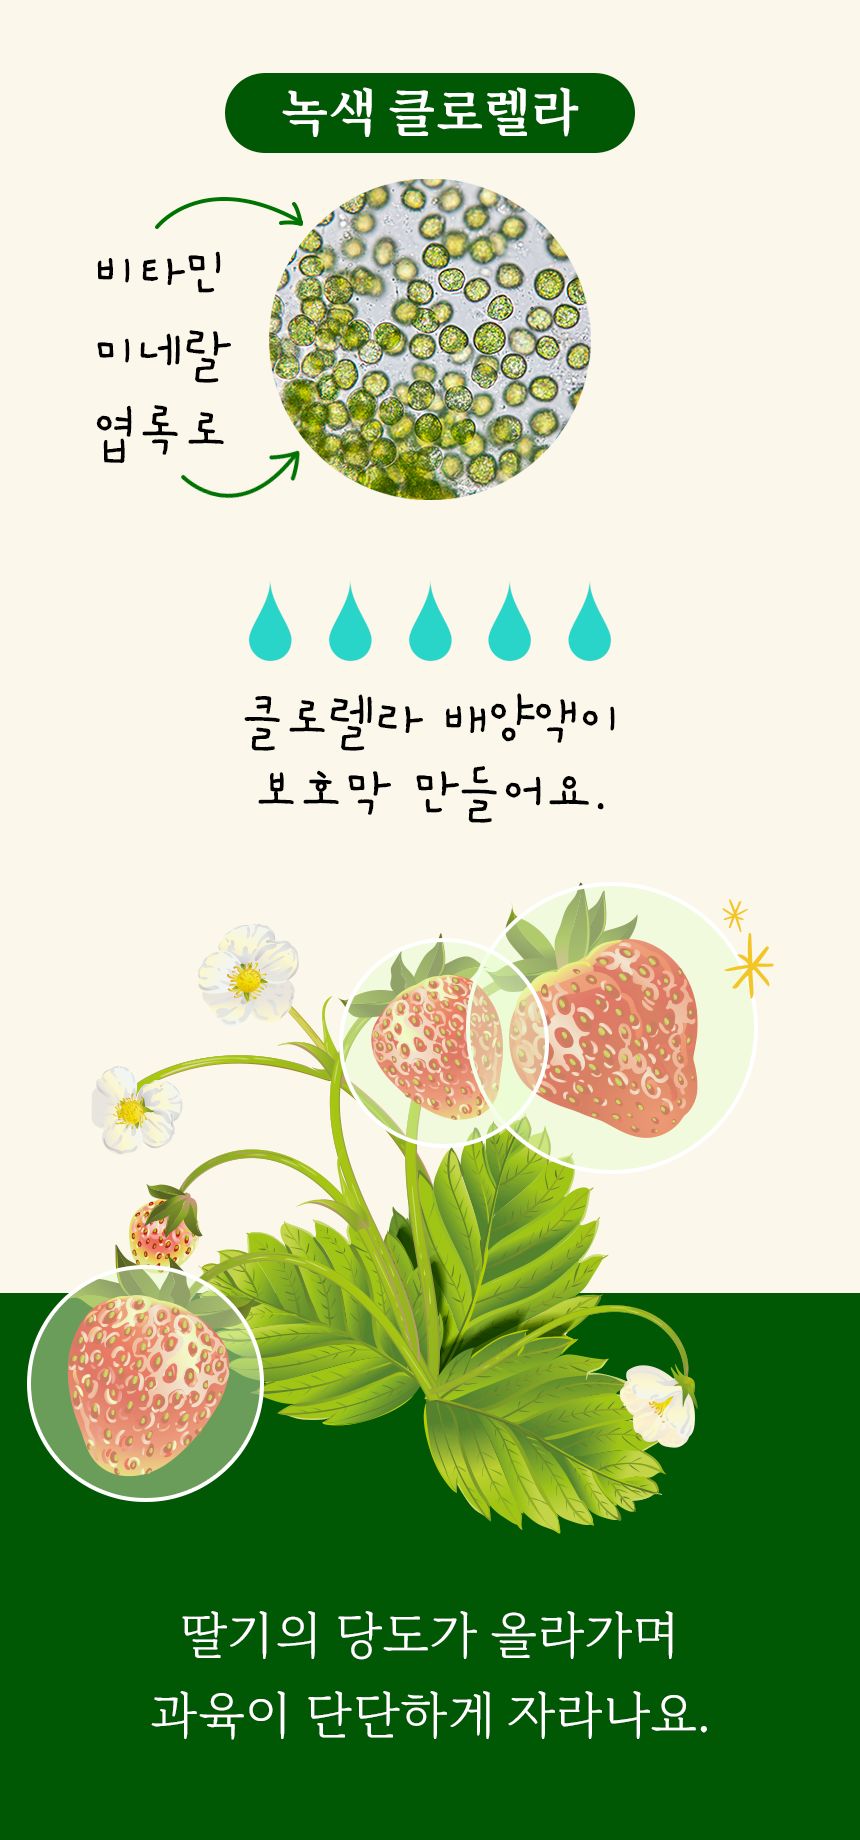 녹색 클로렐라
비타민
미네랄
엽록로
클로렐라 배양액이
보호막 만들어요.
딸기의 당도가 올라가며
과육이 단단하게 자라나요.